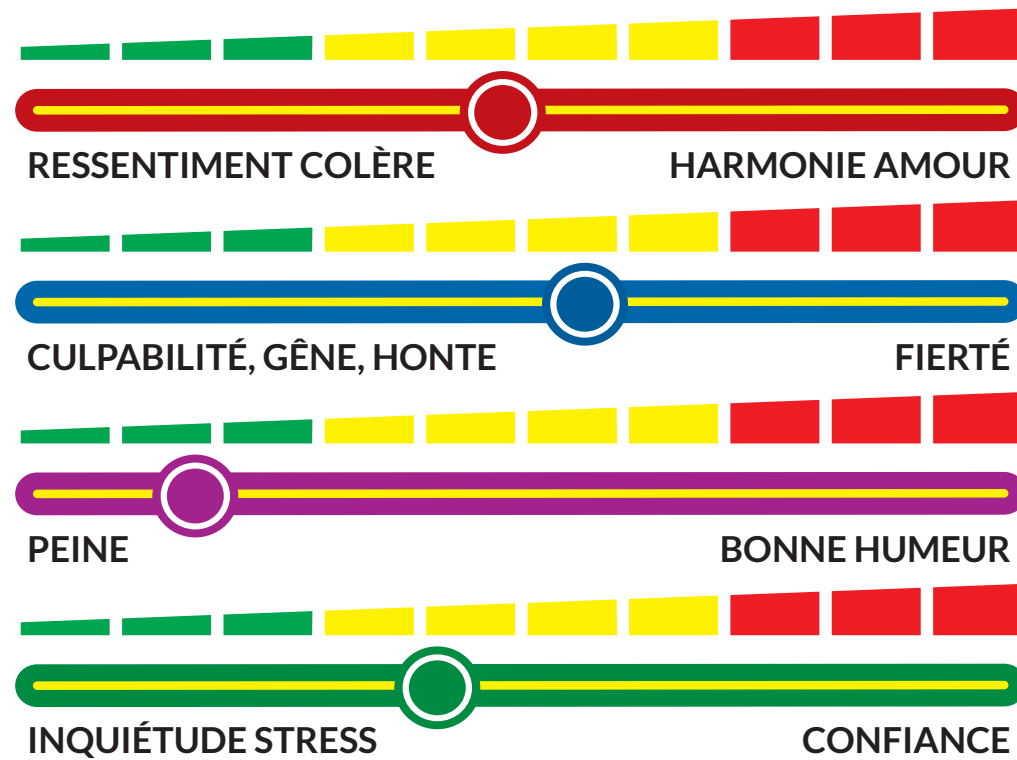 RESSENTIMENT COLÈRE HARMONIE AMOUR
CULPABILITÉ, GÊNE, HONTE FIERTÉ
PEINE BONNE HUMEUR
INQUIÉTUDE STRESS CONFIANCE